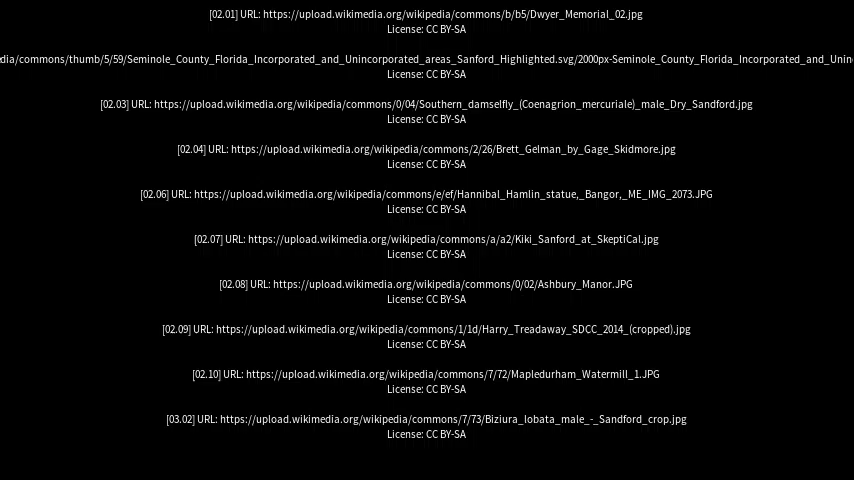 [02.01] URL: https://upload.wikimedia.org/wikipedia/commons/b/b5/Dwyer_Memorial_02.jpg
License: CC BY-SA
dia/commons/thumb/5/59/Seminole_County_Florida_Incorporated_and_Unincorporated_areas_Sanford_Highlighted.svg/2000px-Seminole_County_Florida_Incorporated_and_Unin
License: CC BY-SA
[02.03] URL: https://upload.wikimedia.org/wikipedia/commons/0/04/Southern_damselfly_(Coenagrion_mercuriale)_male_Dry_Sandford.jpg
License: CC BY-SA
[02.04] URL: https://upload.wikimedia.org/wikipedia/commons/2/26/Brett_Gelman_by_Gage_Skidmore.jpg
License: CC BY-SA
[02.06] URL: https://upload.wikimedia.org/wikipedia/commons/e/ef/Hannibal_Hamlin_statue,_Bangor,_ME_IMG_2073.JPG
License: CC BY-SA
[02.07] URL: https://upload.wikimedia.org/wikipedia/commons/a/a2/Kiki_Sanford_at_SkeptiCal.jpg
License: CC BY-SA
[02.08] URL: https://upload.wikimedia.org/wikipedia/commons/0/02/Ashbury_Manor.JPG
License: CC BY-SA
[02.09] URL: https://upload.wikimedia.org/wikipedia/commons/1/1d/Harry_Treadaway_SDCC_2014_(cropped).jpg
License: CC BY-SA
[02.10] URL: https://upload.wikimedia.org/wikipedia/commons/7/72/Mapledurham_Watermill_1.JPG
License: CC BY-SA
[03.02] URL: https://upload.wikimedia.org/wikipedia/commons/7/73/Biziura_lobata_male_-_Sandford_crop.jpg
License: CC BY-SA